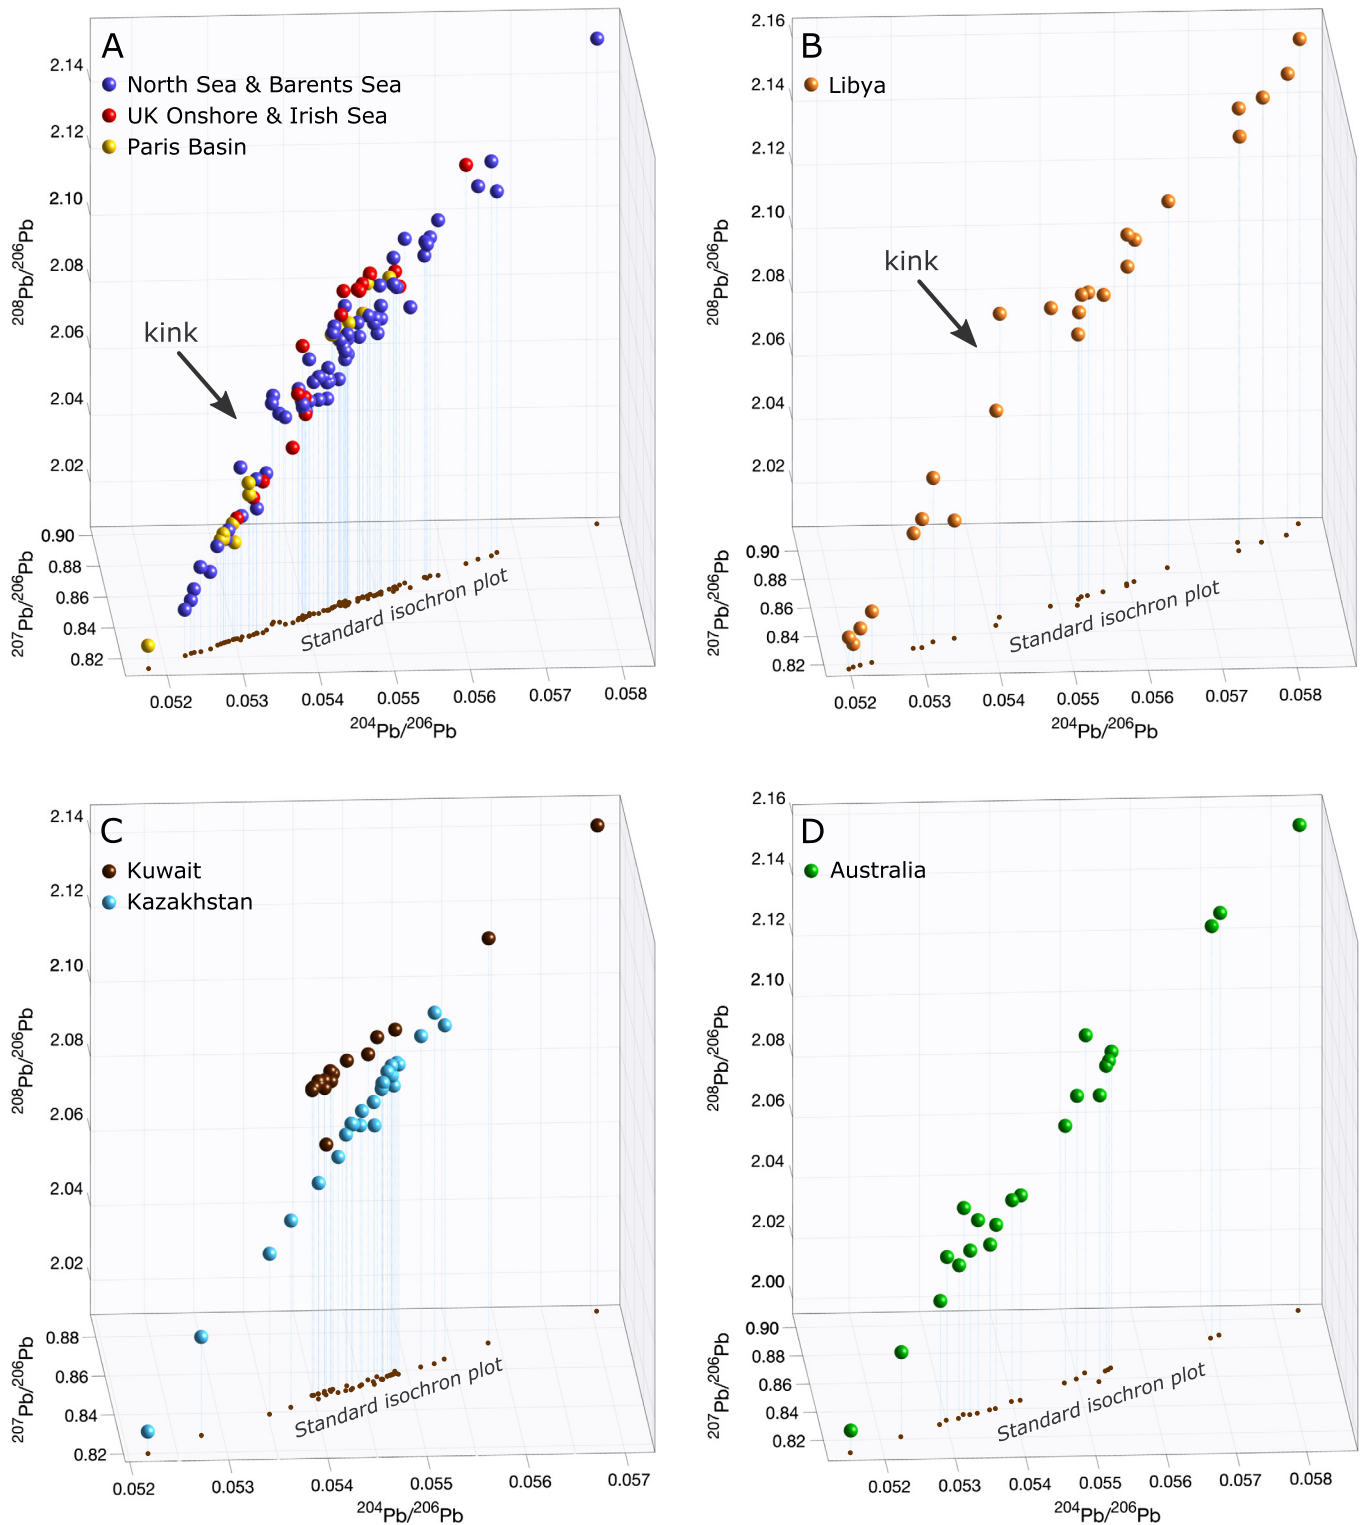 A
North Sea & Barents Sea
UK Onshore & Irish Sea
Paris Basin
2.14
2.12
2.10
2.08
2.06
2.04
2.02
208Pb/206Pb
kink
0.90
0.88
0.86
0.84
0.82
207Pb/206Pb
Standard isochron plot
0.052 0.053 0.054 0.055 0.056 0.057 0.058
204Pb/206Pb
B
Libya
2.16
2.14
2.12
2.10
2.08
2.06
2.04
2.02
208Pb/206Pb
kink
0.90
0.88
0.86
0.84
0.82
207Pb/206Pb
Standard isochron plot
0.052 0.053 0.054 0.055 0.056 0.057 0.058
204Pb/206Pb
C
Kuwait
Kazakhstan
2.14
2.12
2.10
2.08
2.06
2.04
2.02
208Pb/206Pb
0.88
0.86
0.84
0.82
207Pb/206Pb
Standard isochron plot
0.052 0.053 0.054 0.055 0.056 0.057
204Pb/206Pb
D
Australia
2.16
2.14
2.12
2.10
2.08
2.06
2.04
2.02
2.00
208Pb/206Pb
0.90
0.88
0.86
0.84
0.82
207Pb/206Pb
Standard isochron plot
0.052 0.053 0.054 0.055 0.056 0.057 0.058
204Pb/206Pb